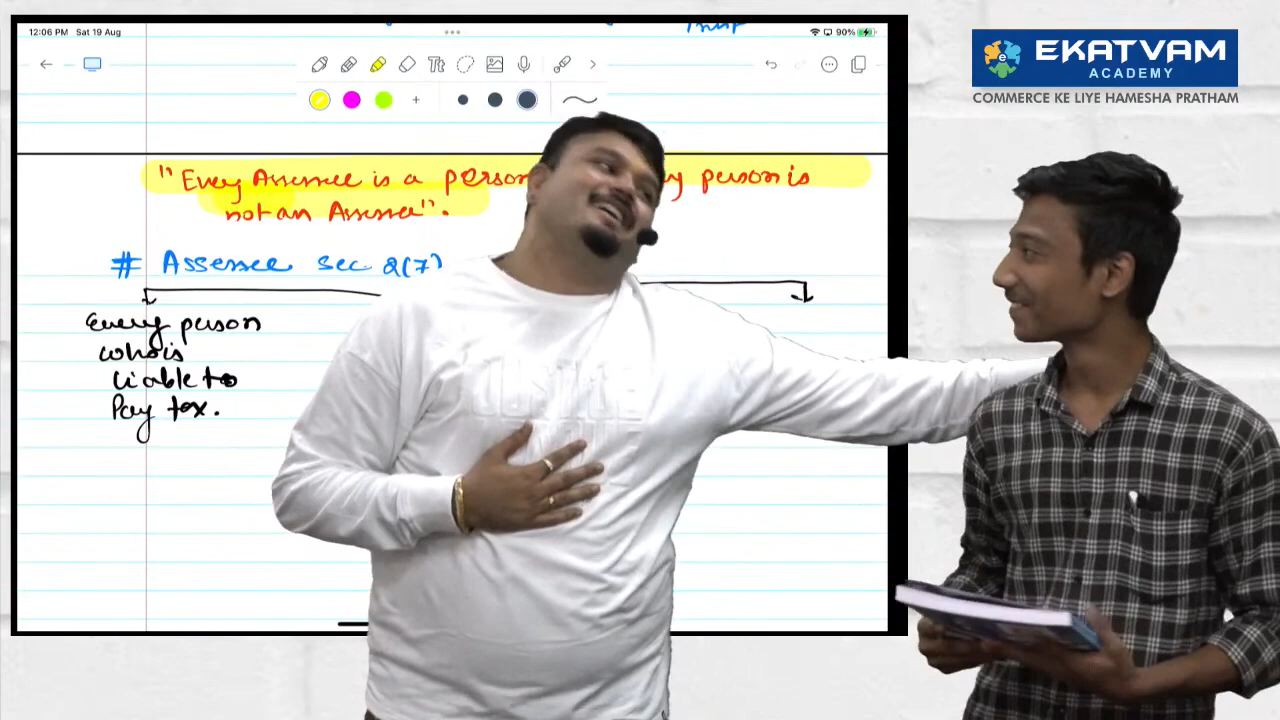 12:06 PM Sat 19 Aug
90%
EKATVAM
ACADEMY
COMMERCE KE LIYE HAMESHA PRATHAM
Tt
"Every Assessee is a person person is
not an Assessee".
# Assessee sec 2(7)
Every person
who is
liable to
Pay tax.